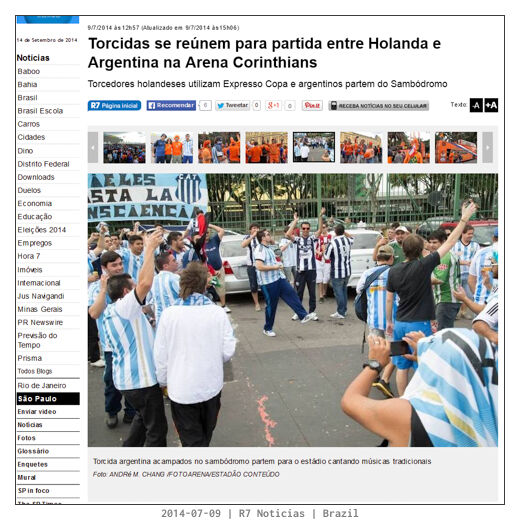 14 de Setembro de 2014
Notícias
Baboo
Bahia
Brasil
Brasil Escola
Carros
Cidades
Dino
Distrito Federal
Downloads
Duelos
Economia
Educação
Eleições 2014
Empregos
Hora 7
Imóveis
Internacional
Jus Navigandi
Minas Gerais
PR Newswire
Previsão do
Tempo
Prisma
Todos Blogs
Rio de Janeiro
São Paulo
Enviar vídeo
Notícias
Fotos
Glossário
Enquetes
Mural
SP in foco
9/7/2014 às 12h57 (Atualizado em 9/7/2014 às 15h06)
Torcidas se reúnem para partida entre Holanda e
Argentina na Arena Corinthians
Torcedores holandeses utilizam Expresso Copa e argentinos partem do Sambódromo
R7 Página inicial
Recomendar 0
Tweetar 0
+1 0
Pin it
RECEBA NOTÍCIAS NO SEU CELULAR
Texto: -A +A
ASTA LA
Torcida argentina acampados no sambódromo partem para o estádio cantando músicas tradicionais
Foto: ANDRé M. CHANG /FOTOARENA/ESTADÃO CONTEÚDO
2014-07-09 | R7 Noticias | Brazil